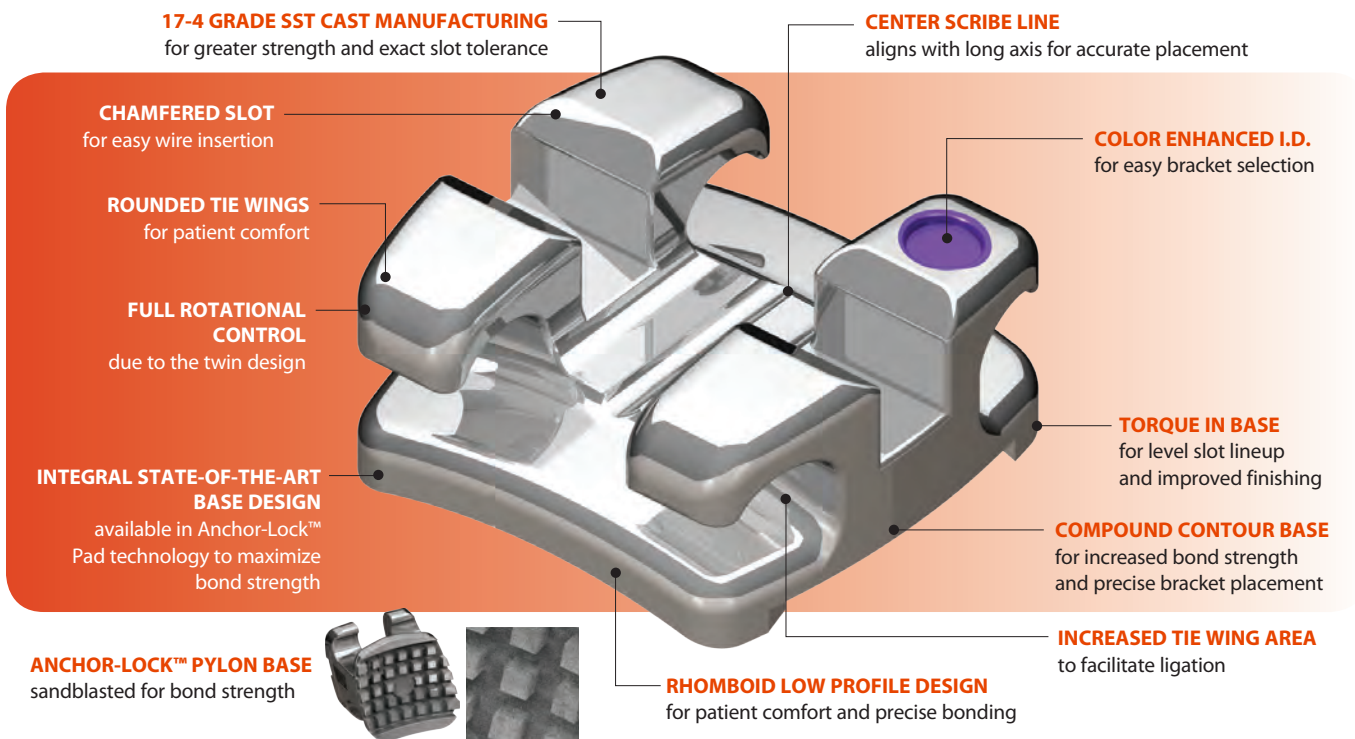 17-4 GRADE SST CAST MANUFACTURING
for greater strength and exact slot tolerance
CENTER SCRIBE LINE
aligns with long axis for accurate placement
CHAMFERED SLOT
for easy wire insertion
COLOR ENHANCED I.D.
for easy bracket selection
ROUNDED TIE WINGS
for patient comfort
FULL ROTATIONAL
CONTROL
due to the twin design
TORQUE IN BASE
for level slot lineup
and improved finishing
INTEGRAL STATE-OF-THE-ART
BASE DESIGN
available in Anchor-Lock™
Pad technology to maximize
bond strength
COMPOUND CONTOUR BASE
for increased bond strength
and precise bracket placement
INCREASED TIE WING AREA
to facilitate ligation
ANCHOR-LOCK™ PYLON BASE
sandblasted for bond strength
RHOMBOID LOW PROFILE DESIGN
for patient comfort and precise bonding